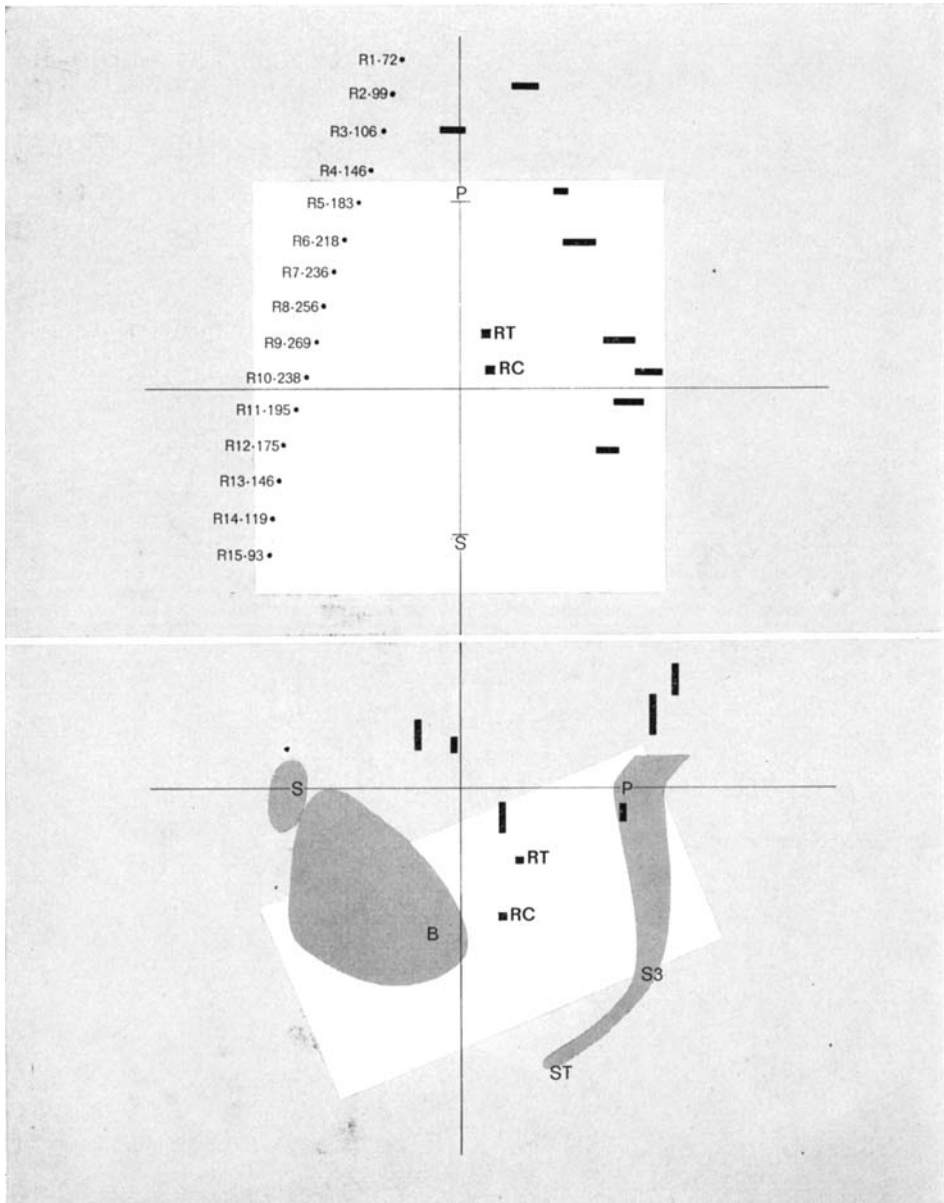 R1·72
R2·99
R3·106
R4·146
P
R5·183
R6·218
R7·236
R8·256
RT
R9·269
RC
R10·238
R11·195
R12·175
R13·146
R14·119
S
R15·93
S
P
RT
RC
B
S3
ST